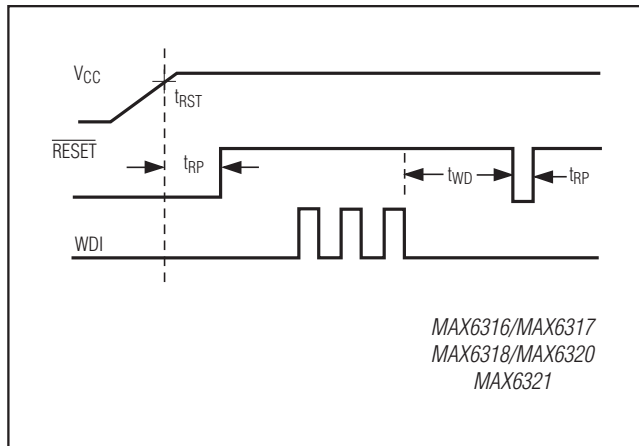 VCC
tRST
RESET
tRP
tWD
tRP
WDI
MAX6316/MAX6317
MAX6318/MAX6320
MAX6321